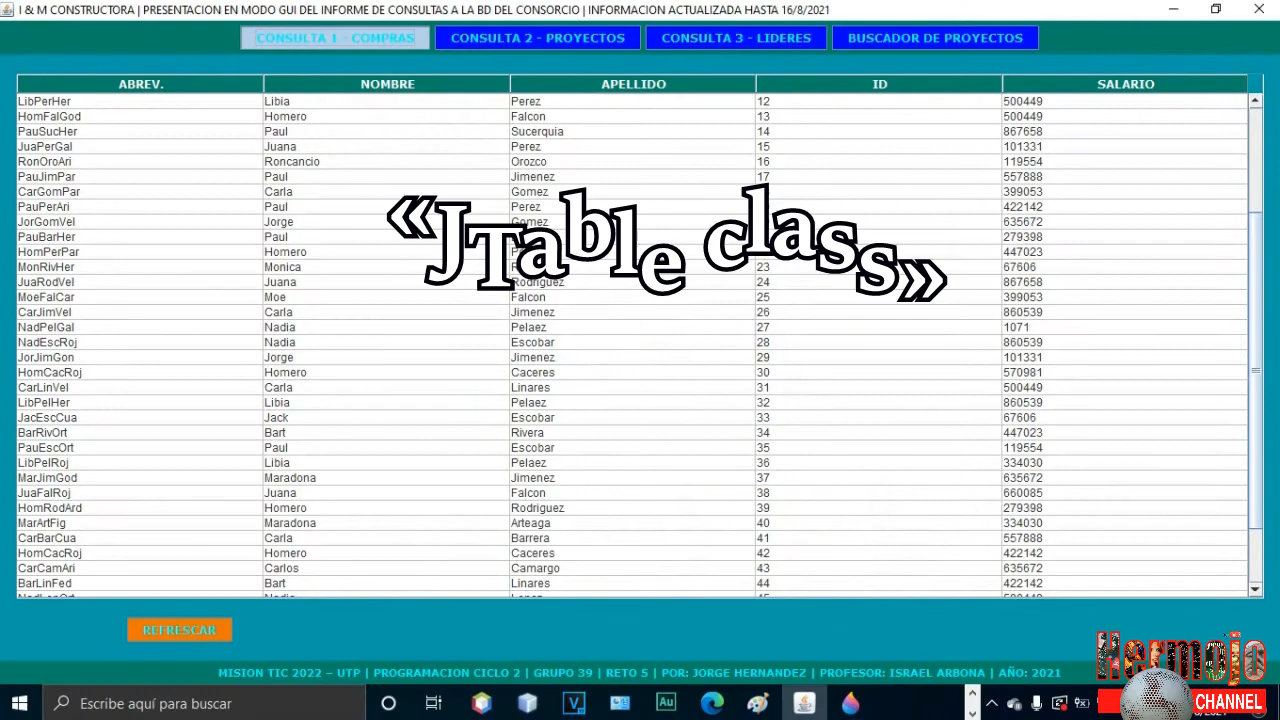 I & M CONSTRUCTORA | PRESENTACION EN MODO GUI DEL INFORME DE CONSULTAS A LA BD DEL CONSORCIO | INFORMACION ACTUALIZADA HASTA 16/8/2021
CONSULTA 1 - COMPRAS CONSULTA 2 - PROYECTOS CONSULTA 3 - LIDERES BUSCADOR DE PROYECTOS
ABREV. NOMBRE APELLIDO ID SALARIO
LibPerHer Libia Perez 12 500449
HomFalGod Homero Falcon 13 500449
PauSucHer Paul Sucerquia 14 867658
JuaPerGal Juana Perez 15 101331
RonOroAri Roncancio Orozco 16 119554
PauJimPar Paul Jimenez 17 557888
CarGomPar Carla Gomez 399053
PauPerAri Paul Perez 422142
JorGomVel Jorge Gomez 635672
PauBarHer Paul 279398
HomPerPar Homero 447023
MonRivHer Monica 23 67606
JuaRodVel Juana Rodriguez 24 867658
MoeFalCar Moe Falcon 25 399053
CarJimVel Carla Jimenez 26 860539
NadPelGal Nadia Pelaez 27 1071
NadEscRoj Nadia Escobar 28 860539
JorJimGon Jorge Jimenez 29 101331
HomCacRoj Homero Caceres 30 570981
CarLinVel Carla Linares 31 500449
LibPelHer Libia Pelaez 32 860539
JacEscCua Jack Escobar 33 67606
BarRivOrt Bart Rivera 34 447023
PauEscOrt Paul Escobar 35 119554
LibPelRoj Libia Pelaez 36 334030
MarJimGod Maradona Jimenez 37 635672
JuaFalRoj Juana Falcon 38 660085
HomRodArd Homero Rodriguez 39 279398
MarArtFig Maradona Arteaga 40 334030
CarBarCua Carla Barrera 41 557888
HomCacRoj Homero Caceres 42 422142
CarCamAri Carlos Camargo 43 635672
BarLinFed Bart Linares 44 422142
«JTable class»
REFRESCAR
MISION TIC 2022 – UTP | PROGRAMACION CICLO 2 | GRUPO 39 | RETO 5 | POR: JORGE HERNANDEZ | PROFESOR: ISRAEL ARBONA | AÑO: 2021
Hermojo
CHANNEL
Escribe aquí para buscar